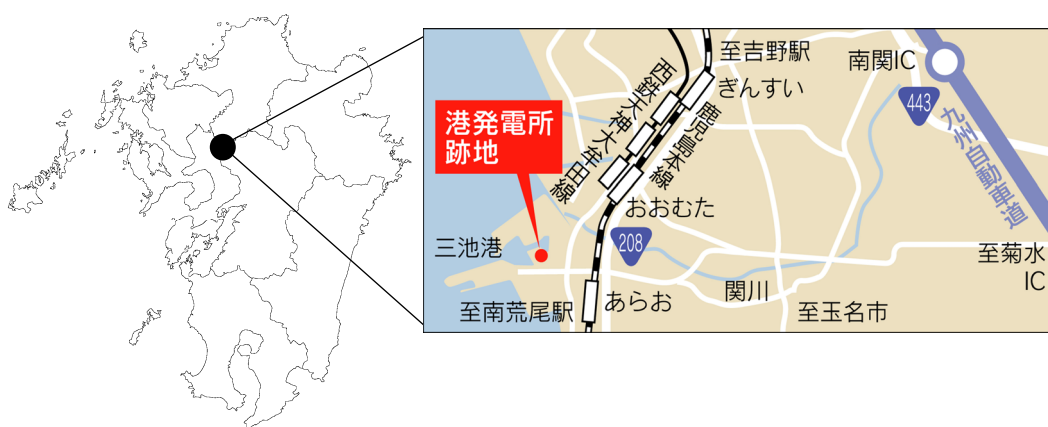 至吉野駅
南関IC
ぎんすい
西鉄天神大牟田線
鹿児島本線
443
九州自動車道
港発電所
跡地
おおむた
208
三池港
至菊水
IC
関川
至南荒尾駅
あらお
至玉名市